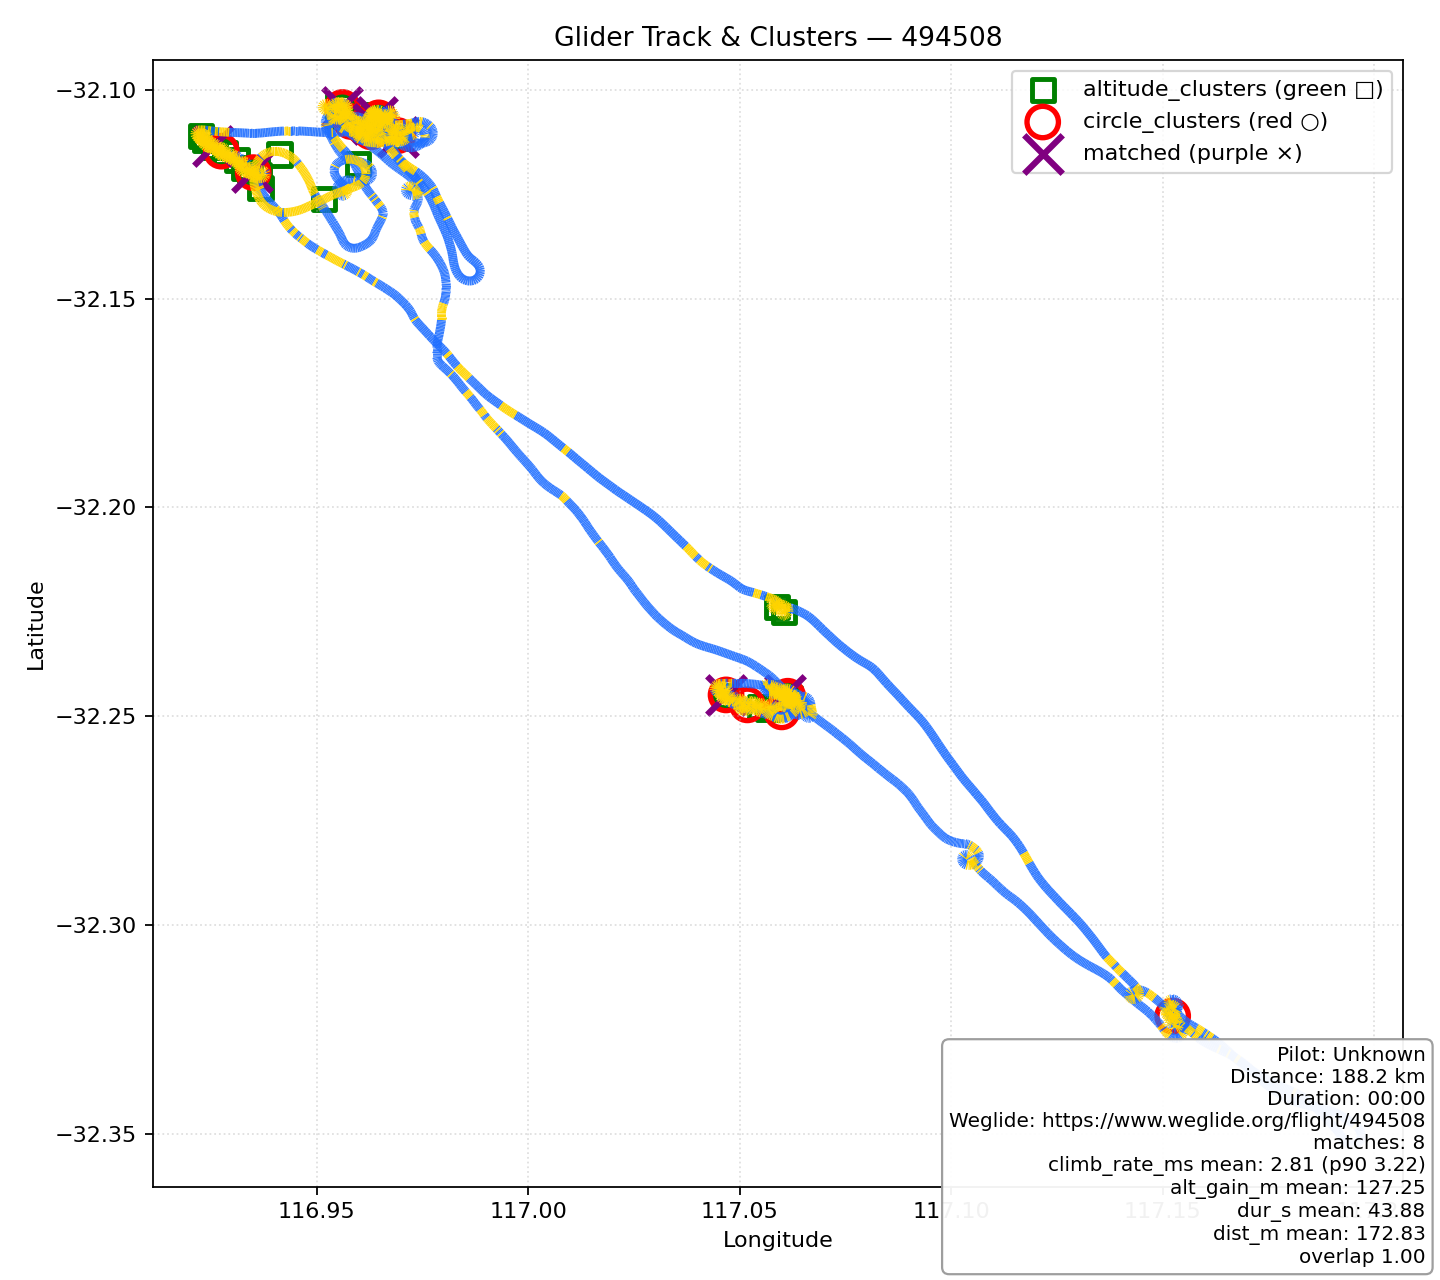 Glider Track & Clusters — 494508
altitude_clusters (green □)
circle_clusters (red ○)
matched (purple ×)
−32.10
−32.15
−32.20
−32.25
−32.30
−32.35
Latitude
116.95
117.00
117.05
117.10
117.15
Longitude
Pilot: Unknown
Distance: 188.2 km
Duration: 00:00
Weglide: https://www.weglide.org/flight/494508
matches: 8
climb_rate_ms mean: 2.81 (p90 3.22)
alt_gain_m mean: 127.25
dur_s mean: 43.88
dist_m mean: 172.83
overlap 1.00